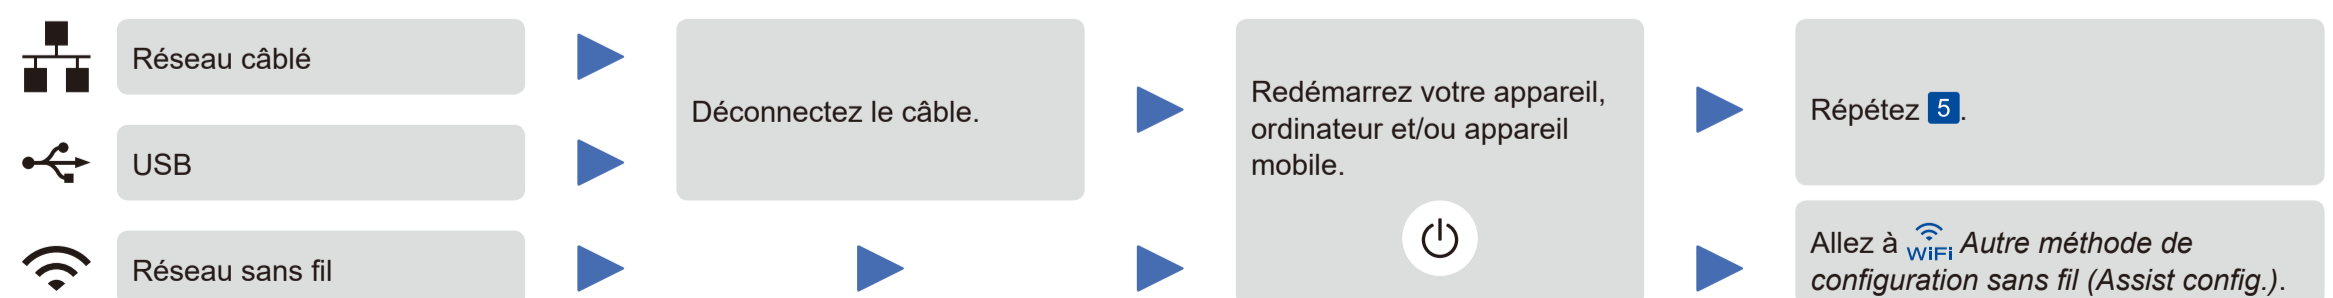 Réseau câblé
USB
Réseau sans fil
Déconnectez le câble.
Redémarrez votre appareil,
ordinateur et/ou appareil
mobile.
Répétez 5.
Allez à WiFi Autre méthode de
configuration sans fil (Assist config.).